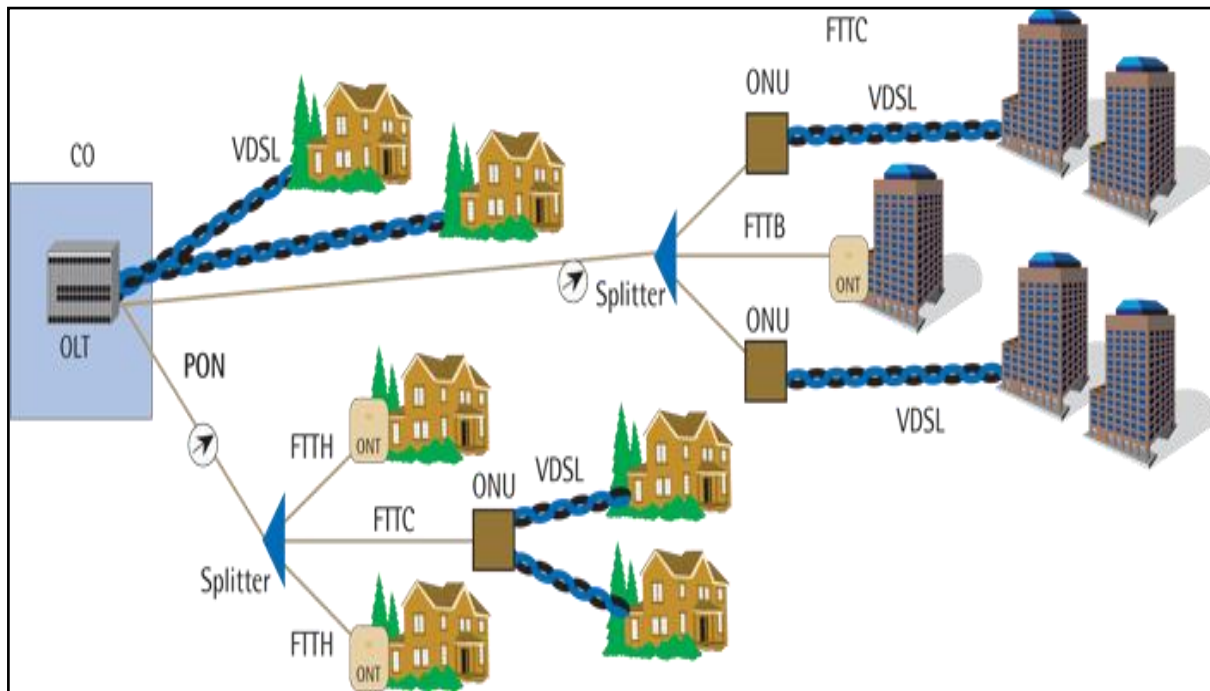 FTTC
ONU
VDSL
CO
VDSL
FTTB
ONT
Splitter
OLT
ONU
PON
VDSL
FTTH
ONT
ONU
VDSL
FTTC
Splitter
FTTH
ONT